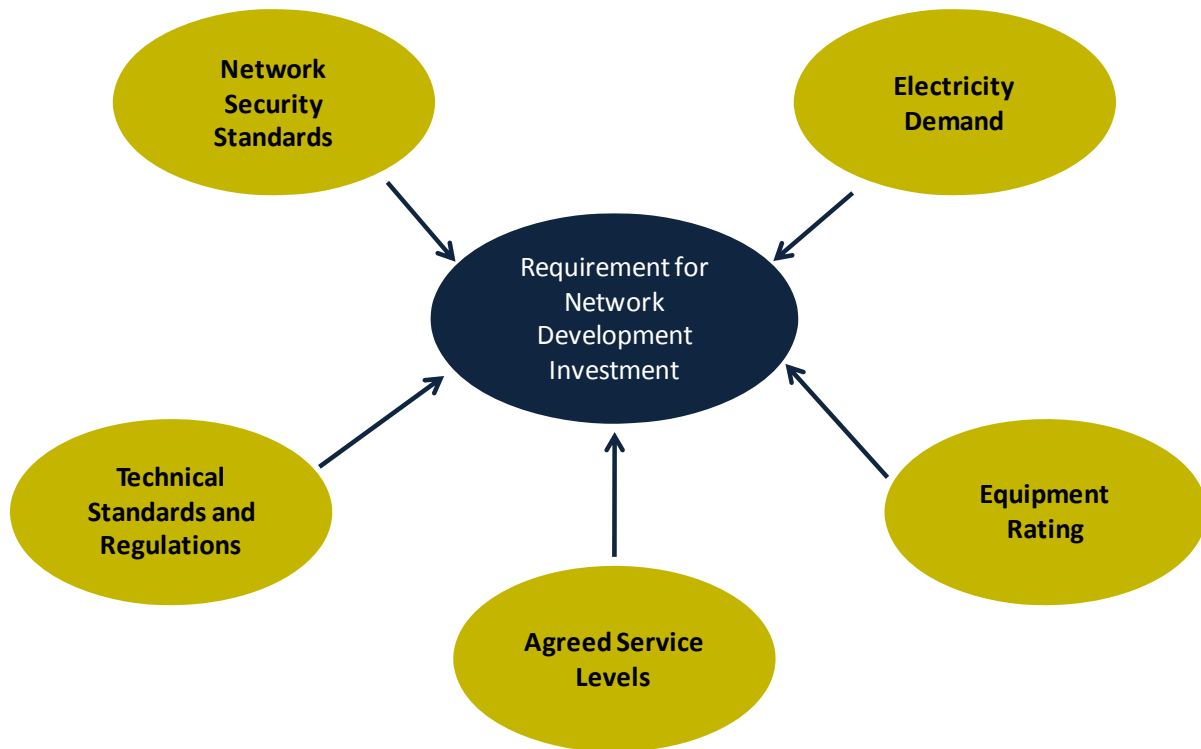 Network
Security
Standards
Electricity
Demand
Requirement for
Network
Development
Investment
Technical
Standards and
Regulations
Equipment
Rating
Agreed Service
Levels